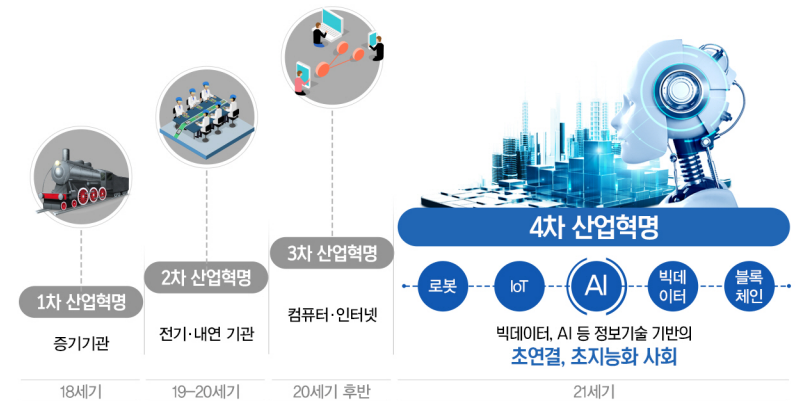 1차 산업혁명
증기기관
18세기
2차 산업혁명
전기·내연 기관
19-20세기
3차 산업혁명
컴퓨터·인터넷
20세기 후반
4차 산업혁명
로봇
IoT
AI
빅데
이터
블록
체인
빅데이터, AI 등 정보기술 기반의
초연결, 초지능화 사회
21세기